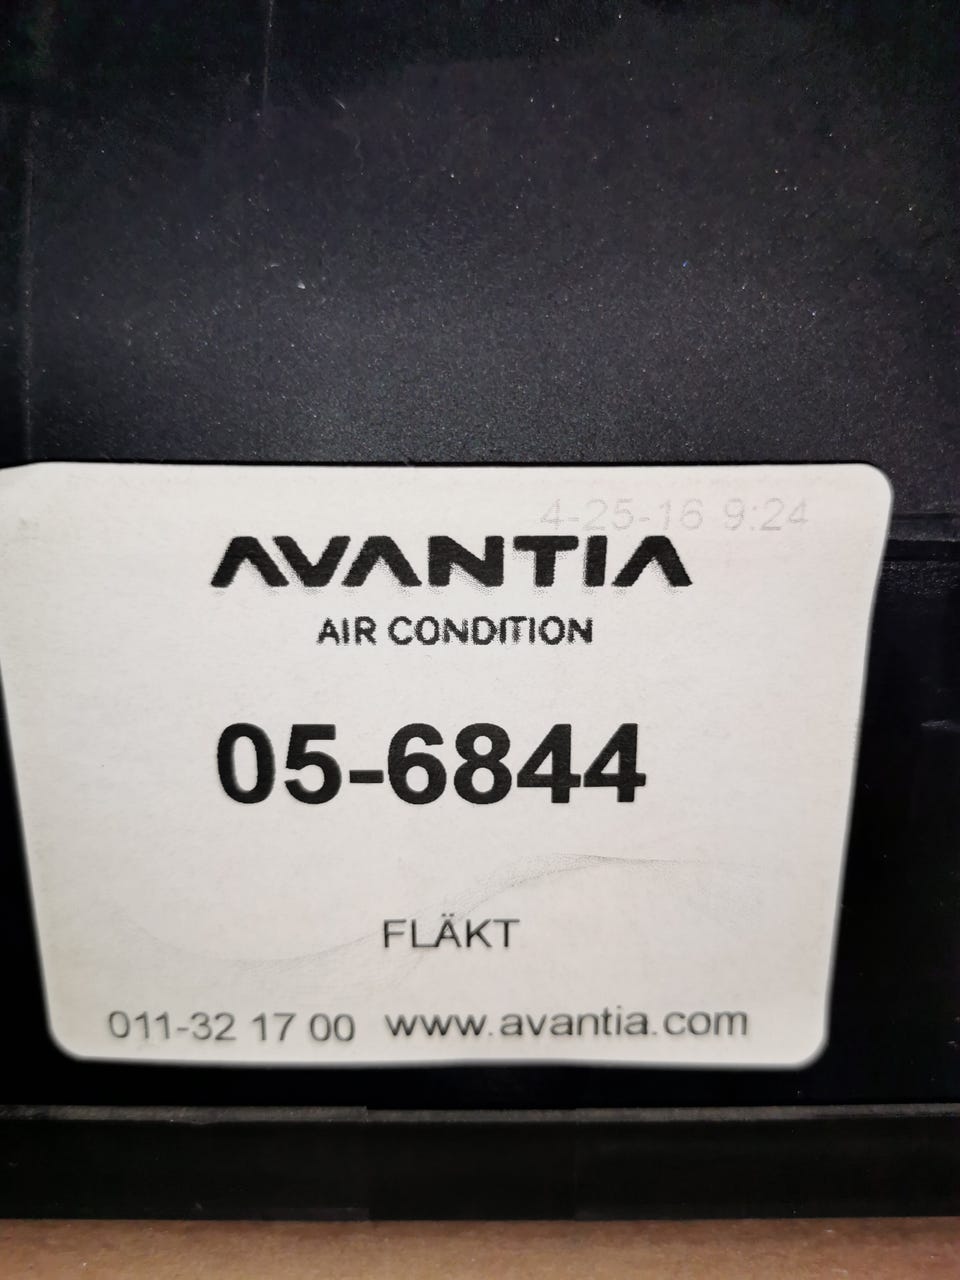 4-25-16 9:24
AVANTIA
AIR CONDITION
05-6844
FLÄKT
011-32 17 00 www.avantia.com